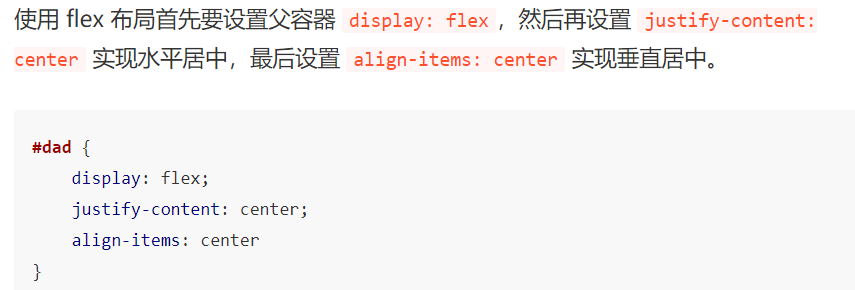 使用 flex 布局首先要设置父容器 display: flex，然后再设置 justify-content:
center 实现水平居中，最后设置 align-items: center 实现垂直居中。
#dad {
    display: flex;
    justify-content: center;
    align-items: center
}